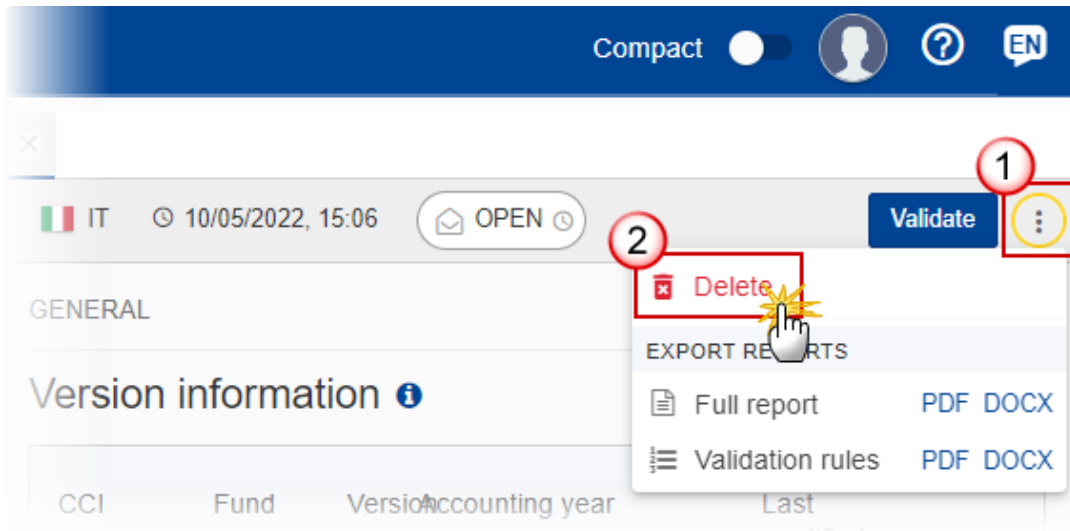 Compact
EN
1
IT 10/05/2022, 15:06 OPEN Validate
2
Delete
GENERAL
EXPORT REPORTS
Version information
Full report PDF DOCX
Validation rules PDF DOCX
CCI Fund Version Accounting year Last